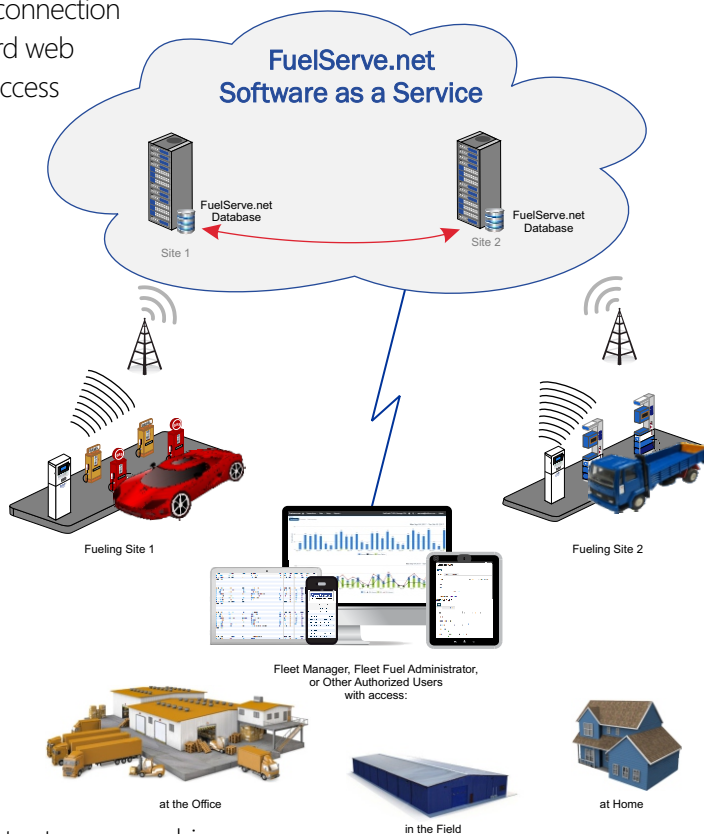 connection
rd web
ccess
FuelServe.net
Software as a Service
FuelServe.net
Database
Site 1
FuelServe.net
Database
Site 2
Fueling Site 1
Fueling Site 2
Fleet Manager, Fleet Fuel Administrator,
or Other Authorized Users
with access:
at the Office
in the Field
at Home